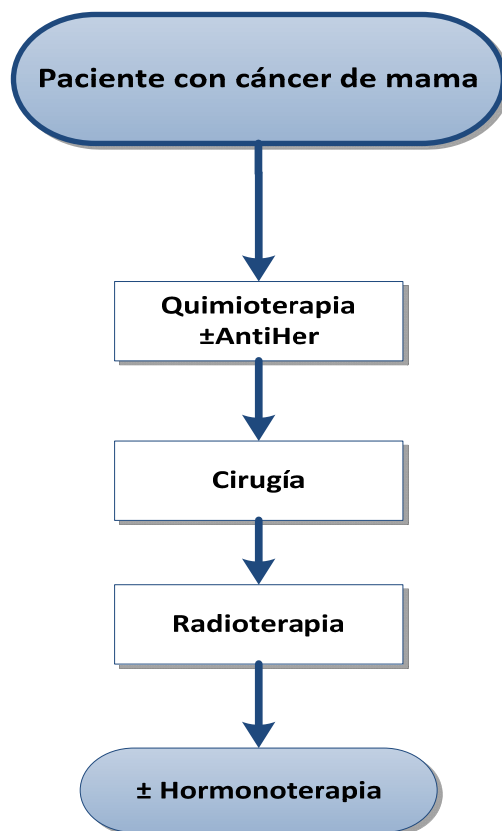 Paciente con cáncer de mama
Quimioterapia
±AntiHer
Cirugía
Radioterapia
± Hormonoterapia